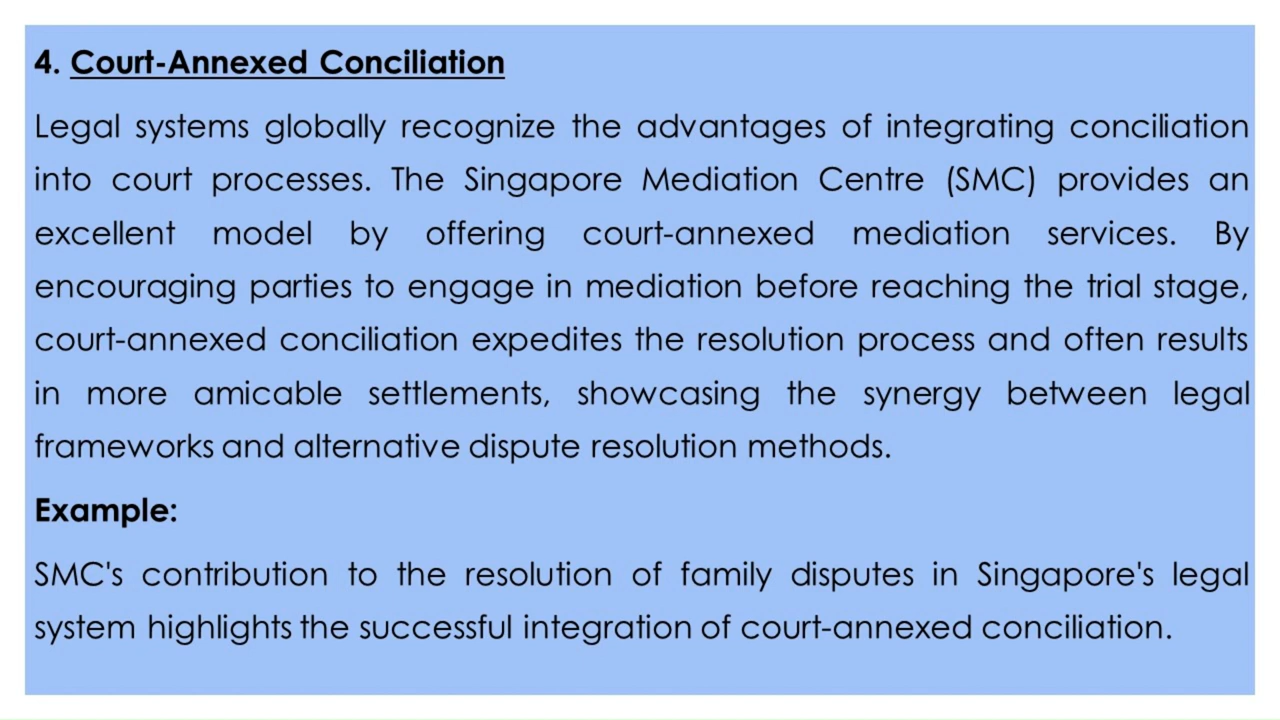 4. Court-Annexed Conciliation
Legal systems globally recognize the advantages of integrating conciliation
into court processes. The Singapore Mediation Centre (SMC) provides an
excellent model by offering court-annexed mediation services. By
encouraging parties to engage in mediation before reaching the trial stage,
court-annexed conciliation expedites the resolution process and often results
in more amicable settlements, showcasing the synergy between legal
frameworks and alternative dispute resolution methods.
Example:
SMC's contribution to the resolution of family disputes in Singapore's legal
system highlights the successful integration of court-annexed conciliation.